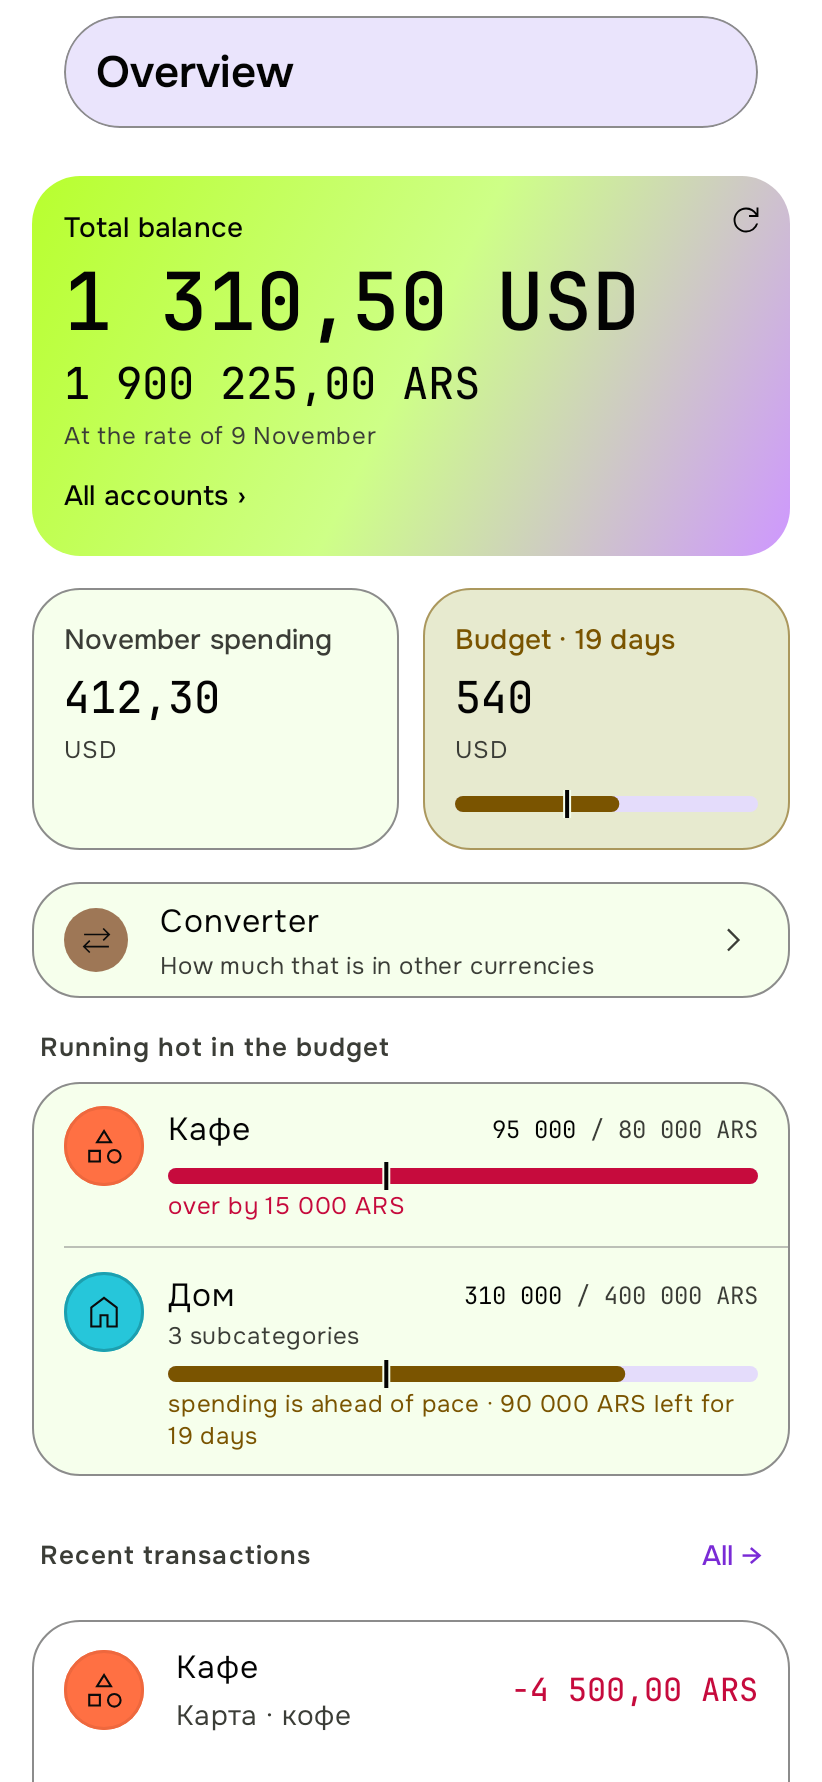 Overview
Total balance
1 310,50 USD
1 900 225,00 ARS
At the rate of 9 November
All accounts ›
November spending
412,30
USD
Budget · 19 days
540
USD
Converter
How much that is in other currencies
Running hot in the budget
Кафе
95 000 / 80 000 ARS
over by 15 000 ARS
Дом
310 000 / 400 000 ARS
3 subcategories
spending is ahead of pace · 90 000 ARS left for
19 days
Recent transactions
All →
Кафе
-4 500,00 ARS
Карта · кофе